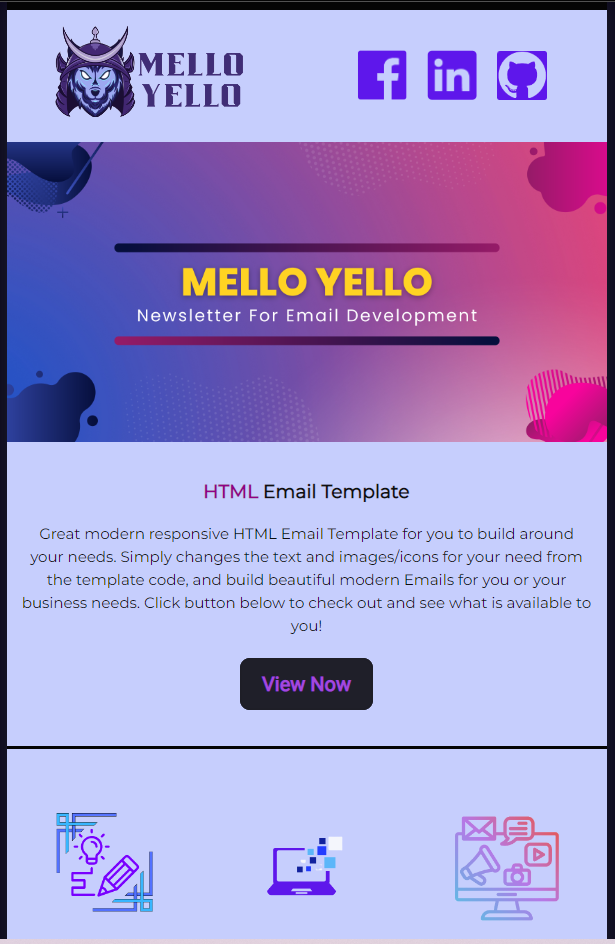 MELLO
YELLO
MELLO YELLO
Newsletter For Email Development
HTML Email Template
Great modern responsive HTML Email Template for you to build around
your needs. Simply changes the text and images/icons for your need from
the template code, and build beautiful modern Emails for you or your
business needs. Click button below to check out and see what is available to
you!
View Now